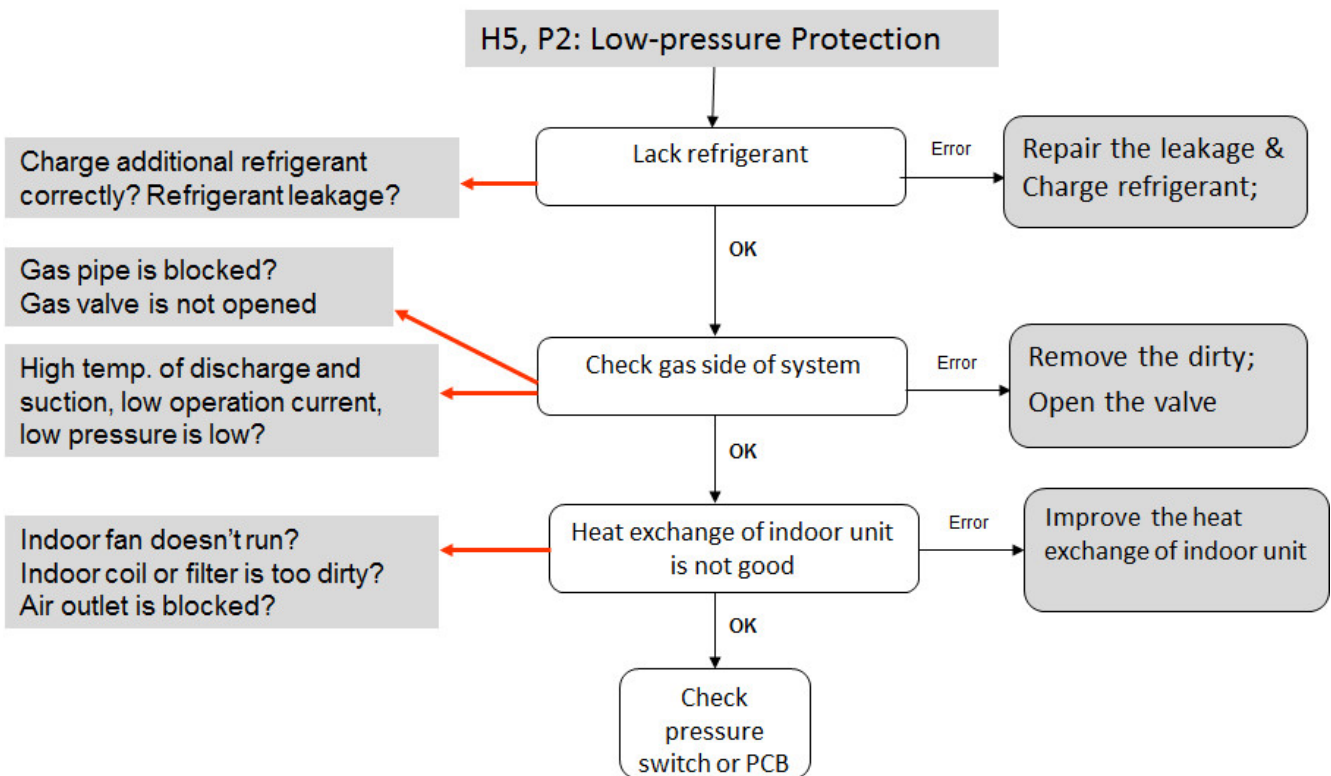 H5, P2: Low-pressure Protection
Lack refrigerant
Error
Repair the leakage &
Charge refrigerant;
Charge additional refrigerant
correctly? Refrigerant leakage?
OK
Gas pipe is blocked?
Gas valve is not opened
Check gas side of system
Error
Remove the dirty;
Open the valve
High temp. of discharge and
suction, low operation current,
low pressure is low?
OK
Indoor fan doesn't run?
Indoor coil or filter is too dirty?
Air outlet is blocked?
Heat exchange of indoor unit
is not good
Error
Improve the heat
exchange of indoor unit
OK
Check
pressure
switch or PCB